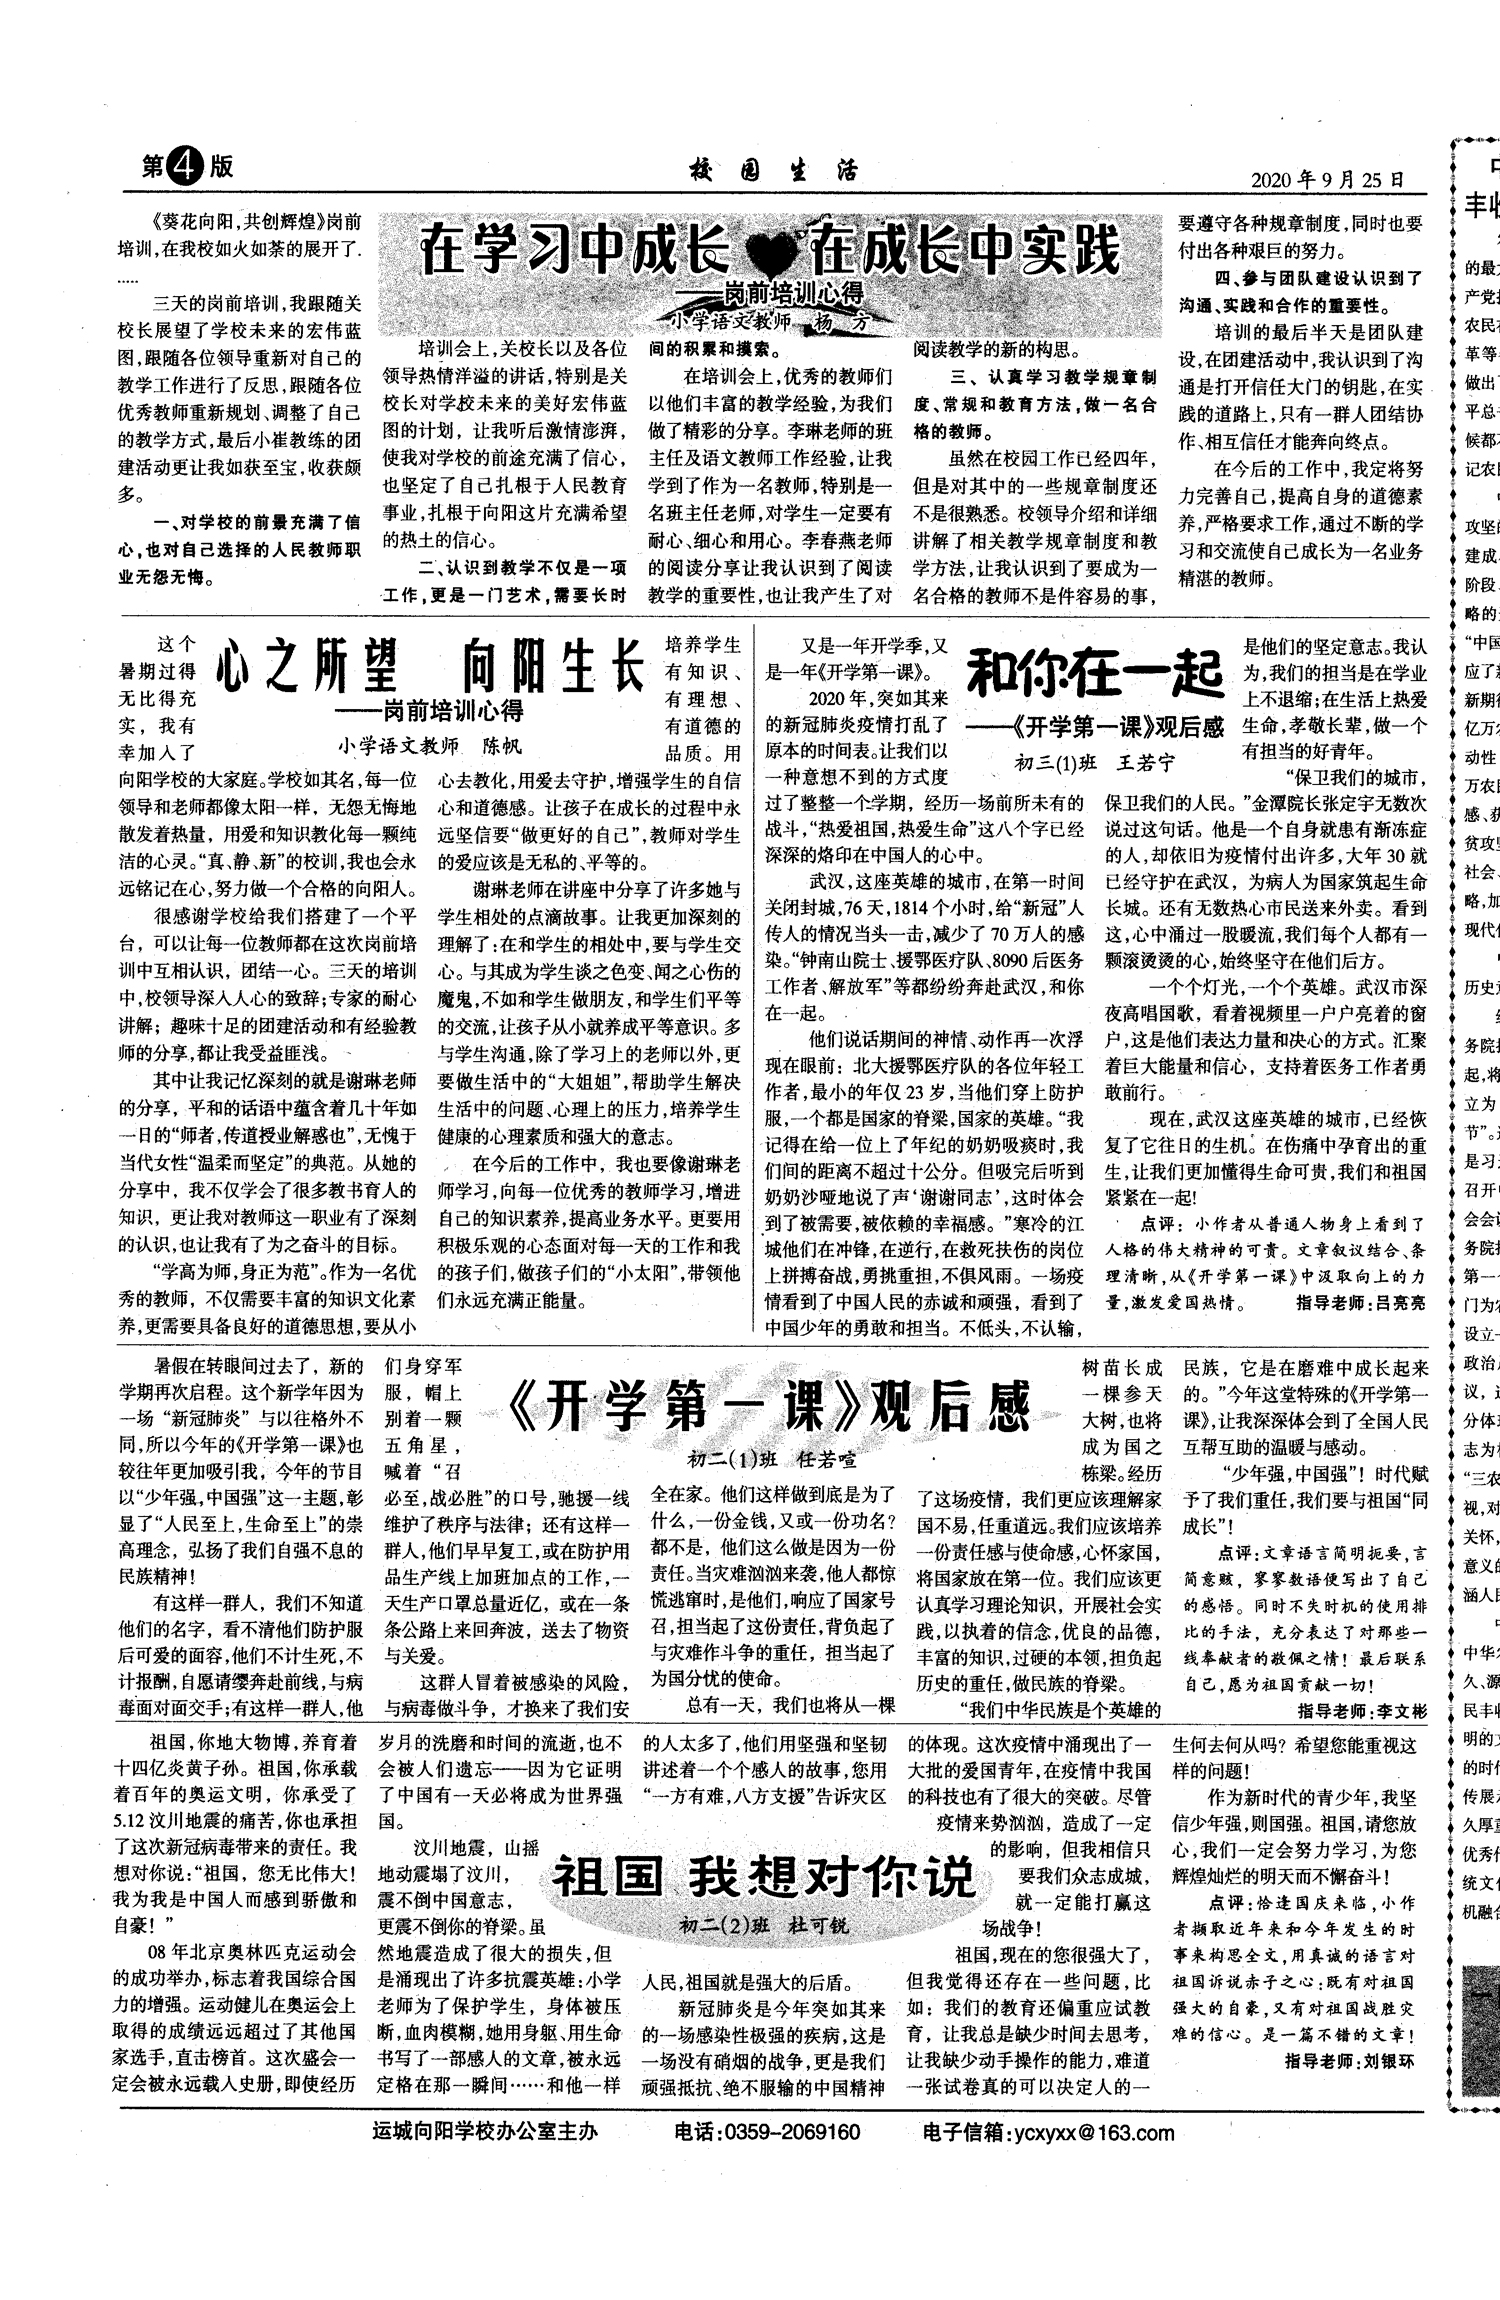 第4版
校园生活
2020年9月25日
在学习中成长 在成长中实践
——岗前培训心得
小学语文教师 杨方
《葵花向阳,共创辉煌》岗前
培训,在我校如火如荼的展开了.
.....
三天的岗前培训,我跟随关
校长展望了学校未来的宏伟蓝
图,跟随各位领导重新对自己的
教学工作进行了反思,跟随各位
优秀教师重新规划、调整了自己
的教学方式,最后小崔教练的团
建活动更让我如获至宝,收获颇
多。
一、对学校的前景充满了信
心,也对自己选择的人民教师职
业无怨无悔。
培训会上,关校长以及各位
领导热情洋溢的讲话,特别是关
校长对学校未来的美好宏伟蓝
图的计划，让我听后激情澎湃,
使我对学校的前途充满了信心,
也坚定了自己扎根于人民教育
事业,扎根于向阳这片充满希望
的热土的信心。
二、认识到教学不仅是一项
工作,更是一门艺术,需要长时
间的积累和摸索。
在培训会上,优秀的教师们
以他们丰富的教学经验,为我们
做了精彩的分享。李琳老师的班
主任及语文教师工作经验,让我
学到了作为一名教师,特别是一
名班主任老师,对学生一定要有
耐心、细心和用心。李春燕老师
的阅读分享让我认识到了阅读
教学的重要性,也让我产生了对
阅读教学的新的构思。
三、认真学习教学规章制
度、常规和教育方法,做一名合
格的教师。
虽然在校园工作已经四年,
但是对其中的一些规章制度还
不是很熟悉。校领导介绍和详细
讲解了相关教学规章制度和教
学方法,让我认识到了要成为一
名合格的教师不是件容易的事,
要遵守各种规章制度,同时也要
付出各种艰巨的努力。
四、参与团队建设认识到了
沟通、实践和合作的重要性。
培训的最后半天是团队建
设,在团建活动中,我认识到了沟
通是打开信任大门的钥匙,在实
践的道路上,只有一群人团结协
作、相互信任才能奔向终点。
在今后的工作中,我定将努
力完善自己,提高自身的道德素
养,严格要求工作,通过不断的学
习和交流使自己成长为一名业务
精湛的教师。
心之所望 向阳生长
——岗前培训心得
小学语文教师 陈帆
这个
暑期过得
无比得充
实，我有
幸加入了
向阳学校的大家庭。学校如其名,每一位
领导和老师都像太阳一样，无怨无悔地
散发着热量，用爱和知识教化每一颗纯
洁的心灵。“真、静、新”的校训,我也会永
远铭记在心,努力做一个合格的向阳人。
很感谢学校给我们搭建了一个平
台，可以让每一位教师都在这次岗前培
训中互相认识，团结一心。三天的培训
中,校领导深入人心的致辞;专家的耐心
讲解；趣味十足的团建活动和有经验教
师的分享,都让我受益匪浅。
其中让我记忆深刻的就是谢琳老师
的分享，平和的话语中蕴含着几十年如
一日的“师者,传道授业解惑也”,无愧于
当代女性“温柔而坚定”的典范。从她的
分享中，我不仅学会了很多教书育人的
知识，更让我对教师这一职业有了深刻
的认识,也让我有了为之奋斗的目标。
“学高为师,身正为范”。作为一名优
秀的教师，不仅需要丰富的知识文化素
养,更需要具备良好的道德思想,要从小
培养学生
有知识、
有理想、
有道德的
品质。用
心去教化,用爱去守护,增强学生的自信
心和道德感。让孩子在成长的过程中永
远坚信要“做更好的自己”,教师对学生
的爱应该是无私的、平等的。
谢琳老师在讲座中分享了许多她与
学生相处的点滴故事。让我更加深刻的
理解了:在和学生的相处中,要与学生交
心。与其成为学生谈之色变、闻之心伤的
魔鬼,不如和学生做朋友,和学生们平等
的交流,让孩子从小就养成平等意识。多
与学生沟通,除了学习上的老师以外,更
要做生活中的“大姐姐”,帮助学生解决
生活中的问题、心理上的压力,培养学生
健康的心理素质和强大的意志。
在今后的工作中，我也要像谢琳老
师学习,向每一位优秀的教师学习,增进
自己的知识素养,提高业务水平。更要用
积极乐观的心态面对每一天的工作和我
的孩子们,做孩子们的“小太阳”,带领他
们永远充满正能量。
和你在一起
——《开学第一课》观后感
初三(1)班 王若宁
又是一年开学季,又
是一年《开学第一课》。
2020年,突如其来
的新冠肺炎疫情打乱了
原本的时间表。让我们以
一种意想不到的方式度
过了整整一个学期，经历一场前所未有的
战斗,“热爱祖国,热爱生命”这八个字已经
深深的烙印在中国人的心中。
武汉,这座英雄的城市,在第一时间
关闭封城,76天,1814个小时,给“新冠”人
传人的情况当头一击,减少了70万人的感
染。“钟南山院士、援鄂医疗队、8090后医务
工作者、解放军”等都纷纷奔赴武汉,和你
在一起。
他们说话期间的神情、动作再一次浮
现在眼前：北大援鄂医疗队的各位年轻工
作者,最小的年仅23岁,当他们穿上防护
服,一个都是国家的脊梁,国家的英雄。“我
记得在给一位上了年纪的奶奶吸痰时,我
们间的距离不超过十公分。但吸完后听到
奶奶沙哑地说了声‘谢谢同志’,这时体会
到了被需要,被依赖的幸福感。”寒冷的江
城他们在冲锋,在逆行,在救死扶伤的岗位
上拼搏奋战,勇挑重担,不惧风雨。一场疫
情看到了中国人民的赤诚和顽强，看到了
中国少年的勇敢和担当。不低头,不认输,
是他们的坚定意志。我认
为,我们的担当是在学业
上不退缩;在生活上热爱
生命,孝敬长辈,做一个
有担当的好青年。
“保卫我们的城市,
保卫我们的人民。”金潭院长张定宇无数次
说过这句话。他是一个自身就患有渐冻症
的人,却依旧为疫情付出许多,大年30就
已经守护在武汉，为病人为国家筑起生命
长城。还有无数热心市民送来外卖。看到
这,心中涌过一股暖流,我们每个人都有一
颗滚烫烫的心,始终坚守在他们后方。
一个个灯光,一个个英雄。武汉市深
夜高唱国歌，看着视频里一户户亮着的窗
户,这是他们表达力量和决心的方式。汇聚
着巨大能量和信心，支持着医务工作者勇
敢前行。
现在,武汉这座英雄的城市,已经恢
复了它往日的生机。在伤痛中孕育出的重
生,让我们更加懂得生命可贵,我们和祖国
紧紧在一起!
点评：小作者从普通人物身上看到了
人格的伟大精神的可贵。文章叙议结合、条
理清晰,从《开学第一课》中汲取向上的力
量,激发爱国热情。 指导老师:吕亮亮
《开学第一课》观后感
初二(1)班 任若喧
暑假在转眼间过去了，新的
学期再次启程。这个新学年因为
一场“新冠肺炎”与以往格外不
同,所以今年的《开学第一课》也
较往年更加吸引我，今年的节目
以“少年强,中国强”这一主题,彰
显了“人民至上,生命至上”的崇
高理念，弘扬了我们自强不息的
民族精神!
有这样一群人，我们不知道
他们的名字，看不清他们防护服
后可爱的面容,他们不计生死,不
计报酬,自愿请缨奔赴前线,与病
毒面对面交手;有这样一群人,他
们身穿军
服，帽上
别着一颗
五角星，
喊着“召
必至,战必胜”的口号,驰援一线
维护了秩序与法律；还有这样一
群人,他们早早复工,或在防护用
品生产线上加班加点的工作,一
天生产口罩总量近亿，或在一条
条公路上来回奔波，送去了物资
与关爱。
这群人冒着被感染的风险,
与病毒做斗争，才换来了我们安
全在家。他们这样做到底是为了
什么,一份金钱,又或一份功名?
都不是，他们这么做是因为一份
责任。当灾难汹汹来袭,他人都惊
慌逃窜时,是他们,响应了国家号
召,担当起了这份责任,背负起了
与灾难作斗争的重任，担当起了
为国分忧的使命。
总有一天，我们也将从一棵
树苗长成
一棵参天
大树,也将
成为国之
栋梁。经历
了这场疫情，我们更应该理解家
国不易,任重道远。我们应该培养
一份责任感与使命感,心怀家国,
将国家放在第一位。我们应该更
认真学习理论知识，开展社会实
践,以执着的信念,优良的品德,
丰富的知识,过硬的本领,担负起
历史的重任,做民族的脊梁。
“我们中华民族是个英雄的
民族，它是在磨难中成长起来
的。”今年这堂特殊的《开学第一
课》,让我深深体会到了全国人民
互帮互助的温暖与感动。
“少年强,中国强”！时代赋
予了我们重任,我们要与祖国“同
成长”!
点评:文章语言简明扼要,言
简意赅，寥寥数语便写出了自己
的感悟。同时不失时机的使用排
比的手法，充分表达了对那些一
线奉献者的敬佩之情！最后联系
自己,愿为祖国贡献一切!
指导老师:李文彬
祖国 我想对你说
初二(2)班 杜可锐
祖国,你地大物博,养育着
十四亿炎黄子孙。祖国,你承载
着百年的奥运文明，你承受了
5.12汶川地震的痛苦,你也承担
了这次新冠病毒带来的责任。我
想对你说:“祖国，您无比伟大!
我为我是中国人而感到骄傲和
自豪！”
08年北京奥林匹克运动会
的成功举办,标志着我国综合国
力的增强。运动健儿在奥运会上
取得的成绩远远超过了其他国
家选手,直击榜首。这次盛会一
定会被永远载人史册,即使经历
岁月的洗磨和时间的流逝,也不
会被人们遗忘——因为它证明
了中国有一天必将成为世界强
国。
汶川地震，山摇
地动震塌了汶川，
震不倒中国意志，
更震不倒你的脊梁。虽
然地震造成了很大的损失,但
是涌现出了许多抗震英雄:小学
老师为了保护学生，身体被压
断,血肉模糊,她用身躯、用生命
书写了一部感人的文章,被永远
定格在那一瞬间……和他一样
的人太多了,他们用坚强和坚韧
讲述着一个个感人的故事,您用
“一方有难,八方支援”告诉灾区
人民,祖国就是强大的后盾。
新冠肺炎是今年突如其来
的一场感染性极强的疾病,这是
一场没有硝烟的战争,更是我们
顽强抵抗、绝不服输的中国精神
的体现。这次疫情中涌现出了一
大批的爱国青年,在疫情中我国
的科技也有了很大的突破。尽管
疫情来势汹汹，造成了一定
的影响，但我相信只
要我们众志成城,
就一定能打赢这
场战争!
祖国,现在的您很强大了,
但我觉得还存在一些问题,比
如：我们的教育还偏重应试教
育，让我总是缺少时间去思考,
让我缺少动手操作的能力,难道
一张试卷真的可以决定人的一
生何去何从吗？希望您能重视这
样的问题!
作为新时代的青少年,我坚
信少年强,则国强。祖国,请您放
心,我们一定会努力学习,为您
辉煌灿烂的明天而不懈奋斗!
点评:恰逢国庆来临,小作
者撷取近年来和今年发生的时
事来构思全文,用真诚的语言对
祖国诉说赤子之心:既有对祖国
强大的自豪,又有对祖国战胜灾
难的信心。是一篇不错的文章!
指导老师:刘银环
运城向阳学校办公室主办 电话:0359-2069160 电子信箱:ycxyxx@163.com
丰收
的最
产党
农民
革等
做出
平总
候都
记农
攻坚
建成
阶段、
略的
“中国
应了
新期
亿万
动性
万农
感、获
贫攻
社会、
略,加
现代
历史
务院
起,将
立为
节”。
是习
召开
会会
务院
第一
门为
设立
政治
议，
分体
志为
“三农
视,对
关怀,
意义的
涵人民
中华
久、源
民丰收
明的
的时
传展
久厚
优秀
统文
机融合